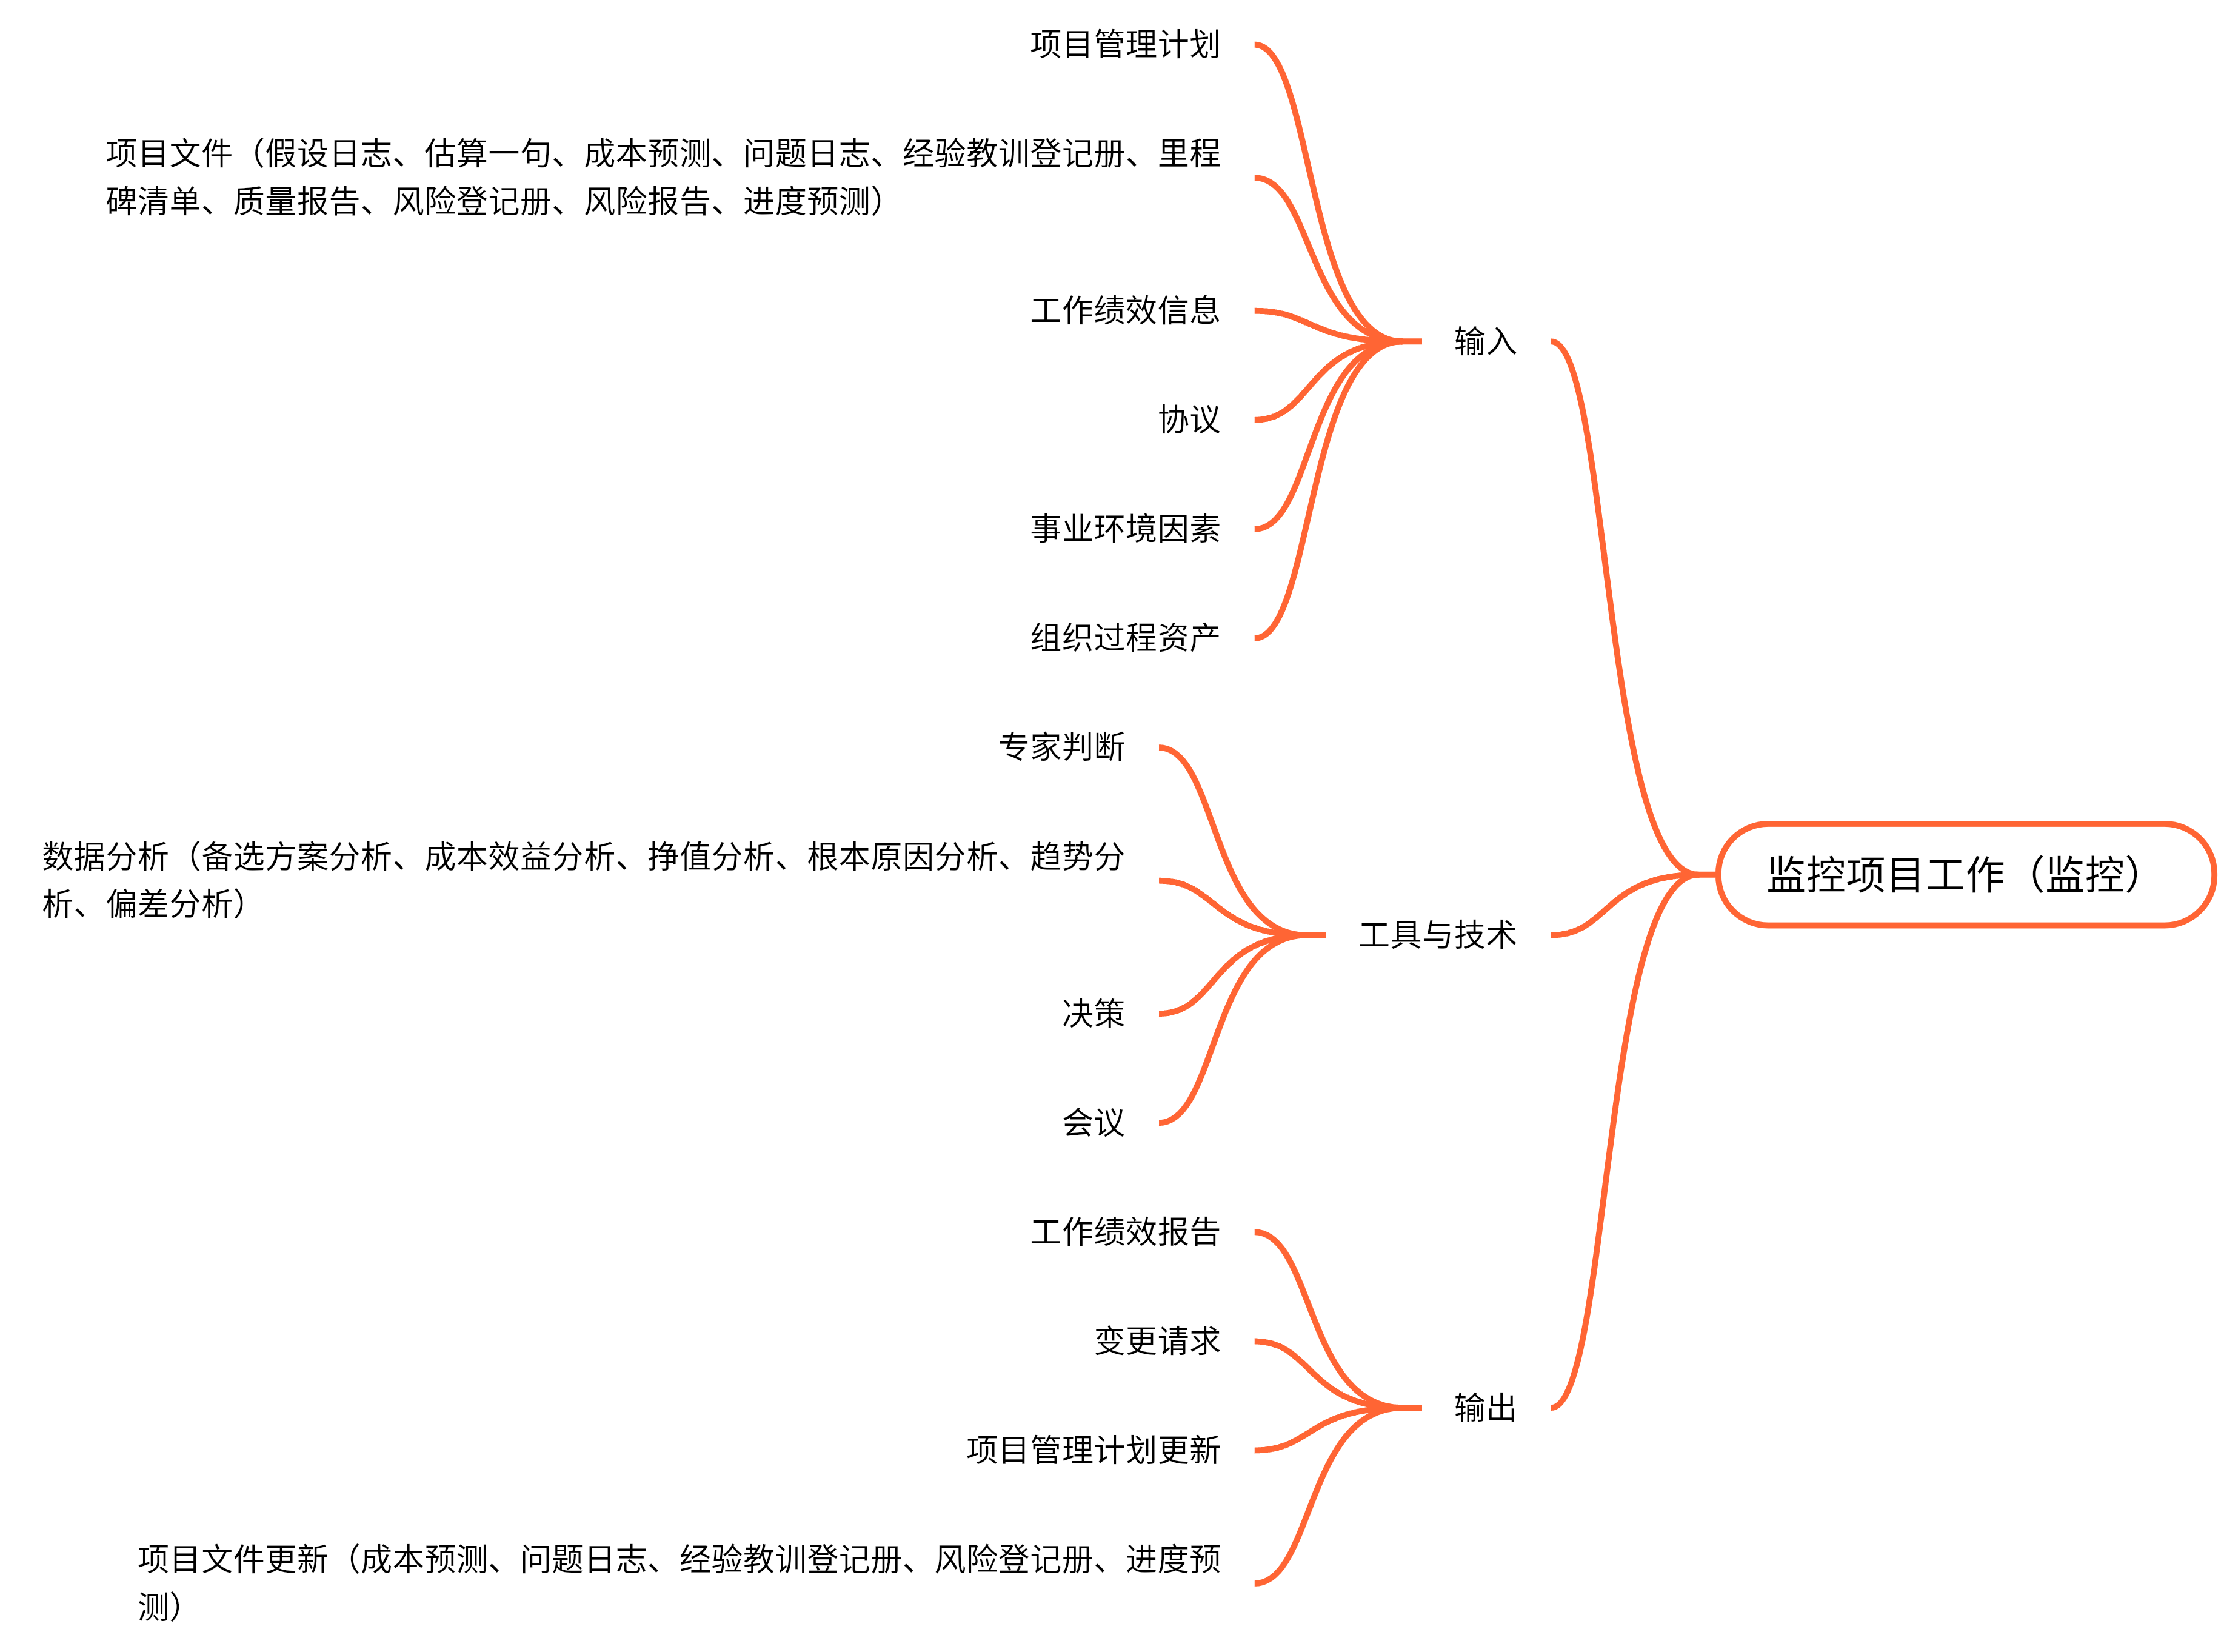 项目管理计划
项目文件（假设日志、估算一句、成本预测、问题日志、经验教训登记册、里程
碑清单、质量报告、风险登记册、风险报告、进度预测）
工作绩效信息
输入
协议
事业环境因素
组织过程资产
专家判断
数据分析（备选方案分析、成本效益分析、挣值分析、根本原因分析、趋势分
析、偏差分析）
监控项目工作（监控）
工具与技术
决策
会议
工作绩效报告
变更请求
输出
项目管理计划更新
项目文件更新（成本预测、问题日志、经验教训登记册、风险登记册、进度预
测）